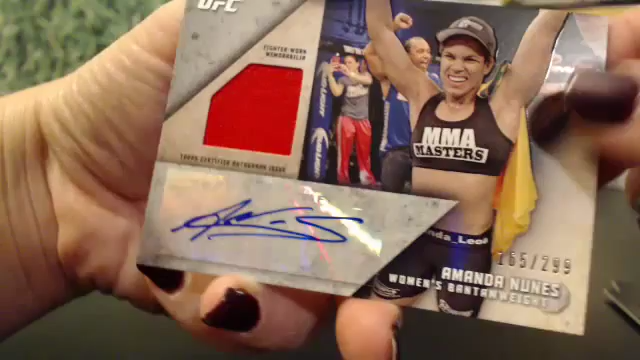 UFC
FIGHTER-WORN
MEMORABILIA
TOPPS CERTIFIED AUTOGRAPH ISSUE
MMA
MASTERS
165/299
AMANDA NUNES
WOMEN'S BANTAMWEIGHT